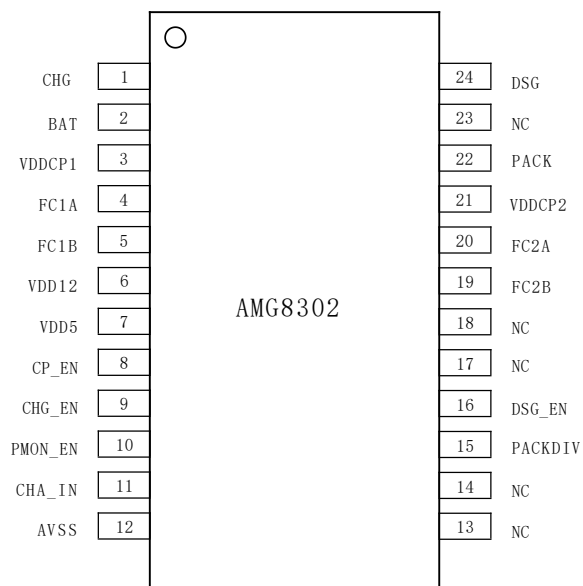 CHG 1 24 DSG
BAT 2 23 NC
VDDCP1 3 22 PACK
FC1A 4 21 VDDCP2
FC1B 5 20 FC2A
VDD12 6 19 FC2B
AMG8302
VDD5 7 18 NC
CP_EN 8 17 NC
CHG_EN 9 16 DSG_EN
PMON_EN 10 15 PACKDIV
CHA_IN 11 14 NC
AVSS 12 13 NC